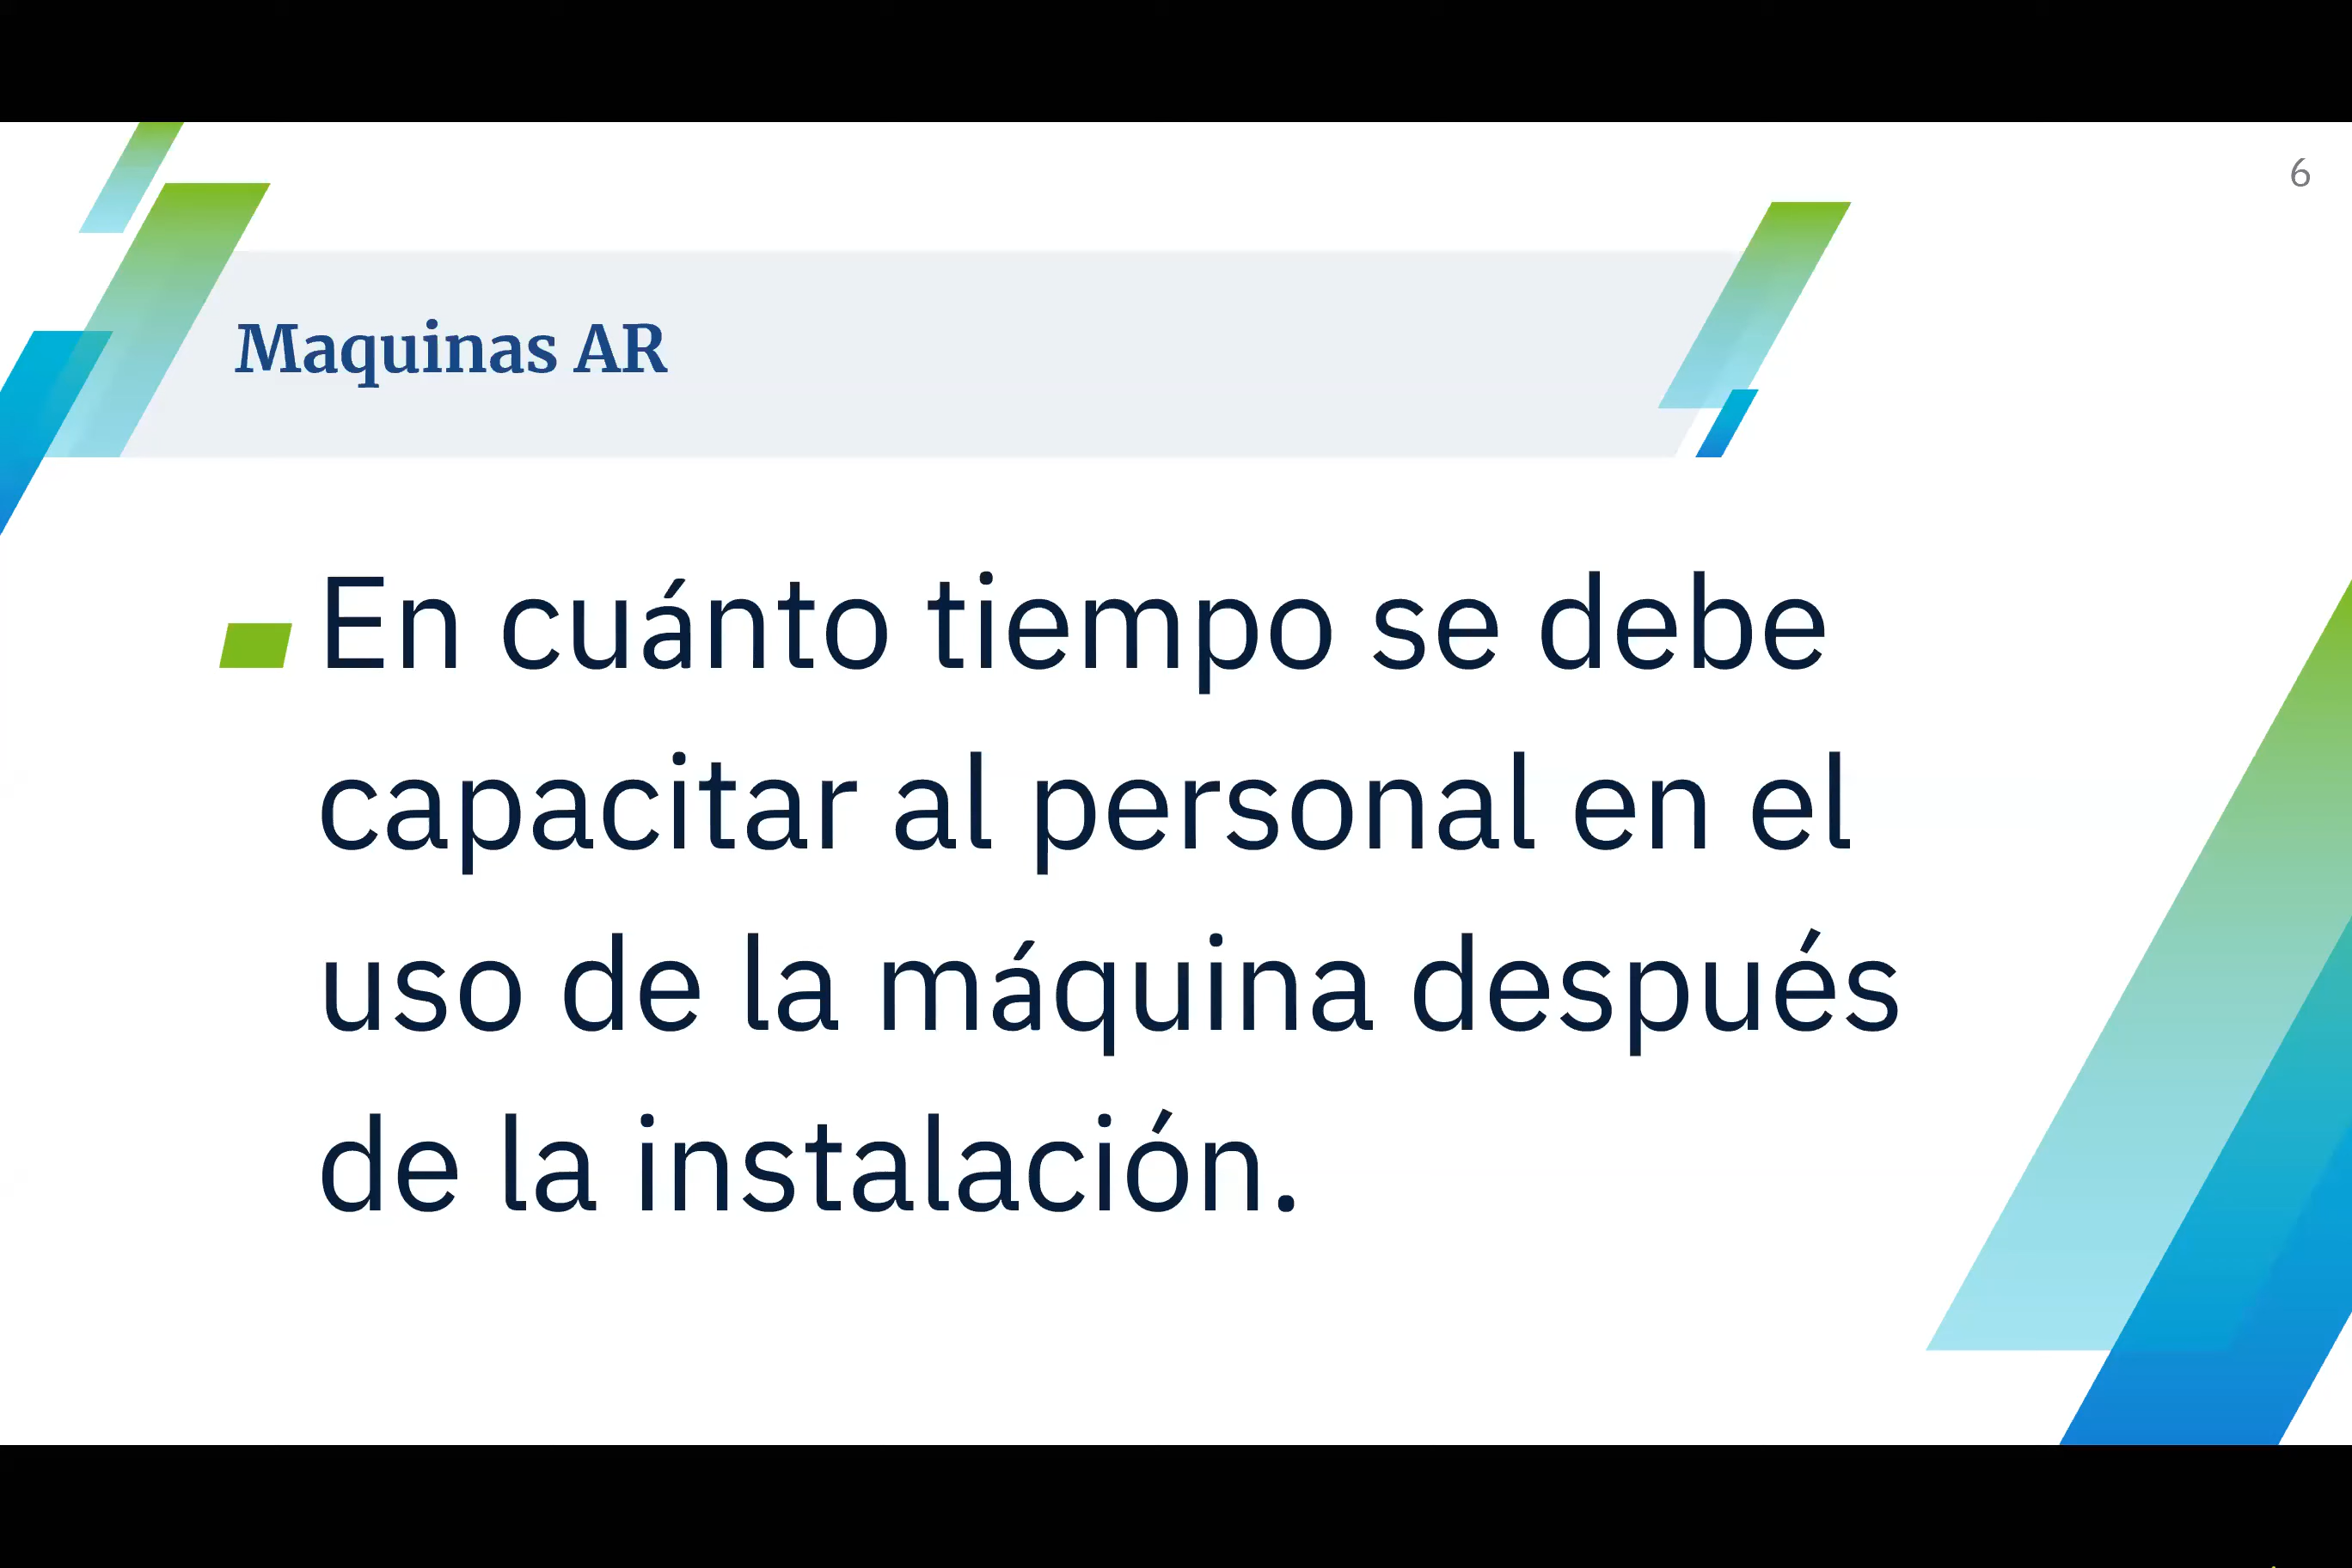 6
Maquinas AR
En cuánto tiempo se debe
capacitar al personal en el
uso de la máquina después
de la instalación.